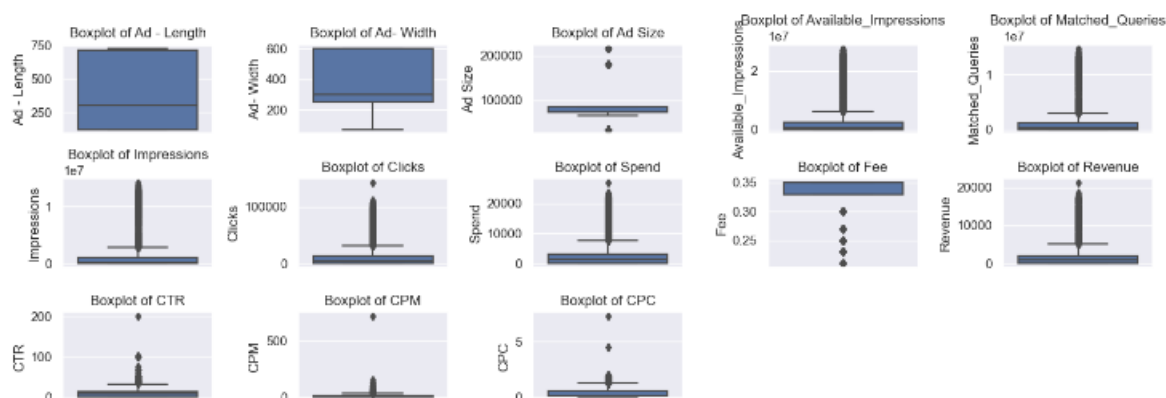 Boxplot of Ad - Length
750
500
250
Ad - Length
Boxplot of Ad- Width
600
400
200
Ad- Width
Boxplot of Ad Size
200000
100000
Ad Size
Boxplot of Available_Impressions
1e7
2
0
Available_Impressions
Boxplot of Matched_Queries
1e7
1
0
Matched_Queries
Boxplot of Impressions
1e7
1
0
Impressions
Boxplot of Clicks
100000
0
Clicks
Boxplot of Spend
20000
10000
0
Spend
Boxplot of Fee
0.35
0.30
0.25
Fee
Boxplot of Revenue
20000
10000
0
Revenue
Boxplot of CTR
200
100
0
CTR
Boxplot of CPM
500
0
CPM
Boxplot of CPC
5
0
CPC